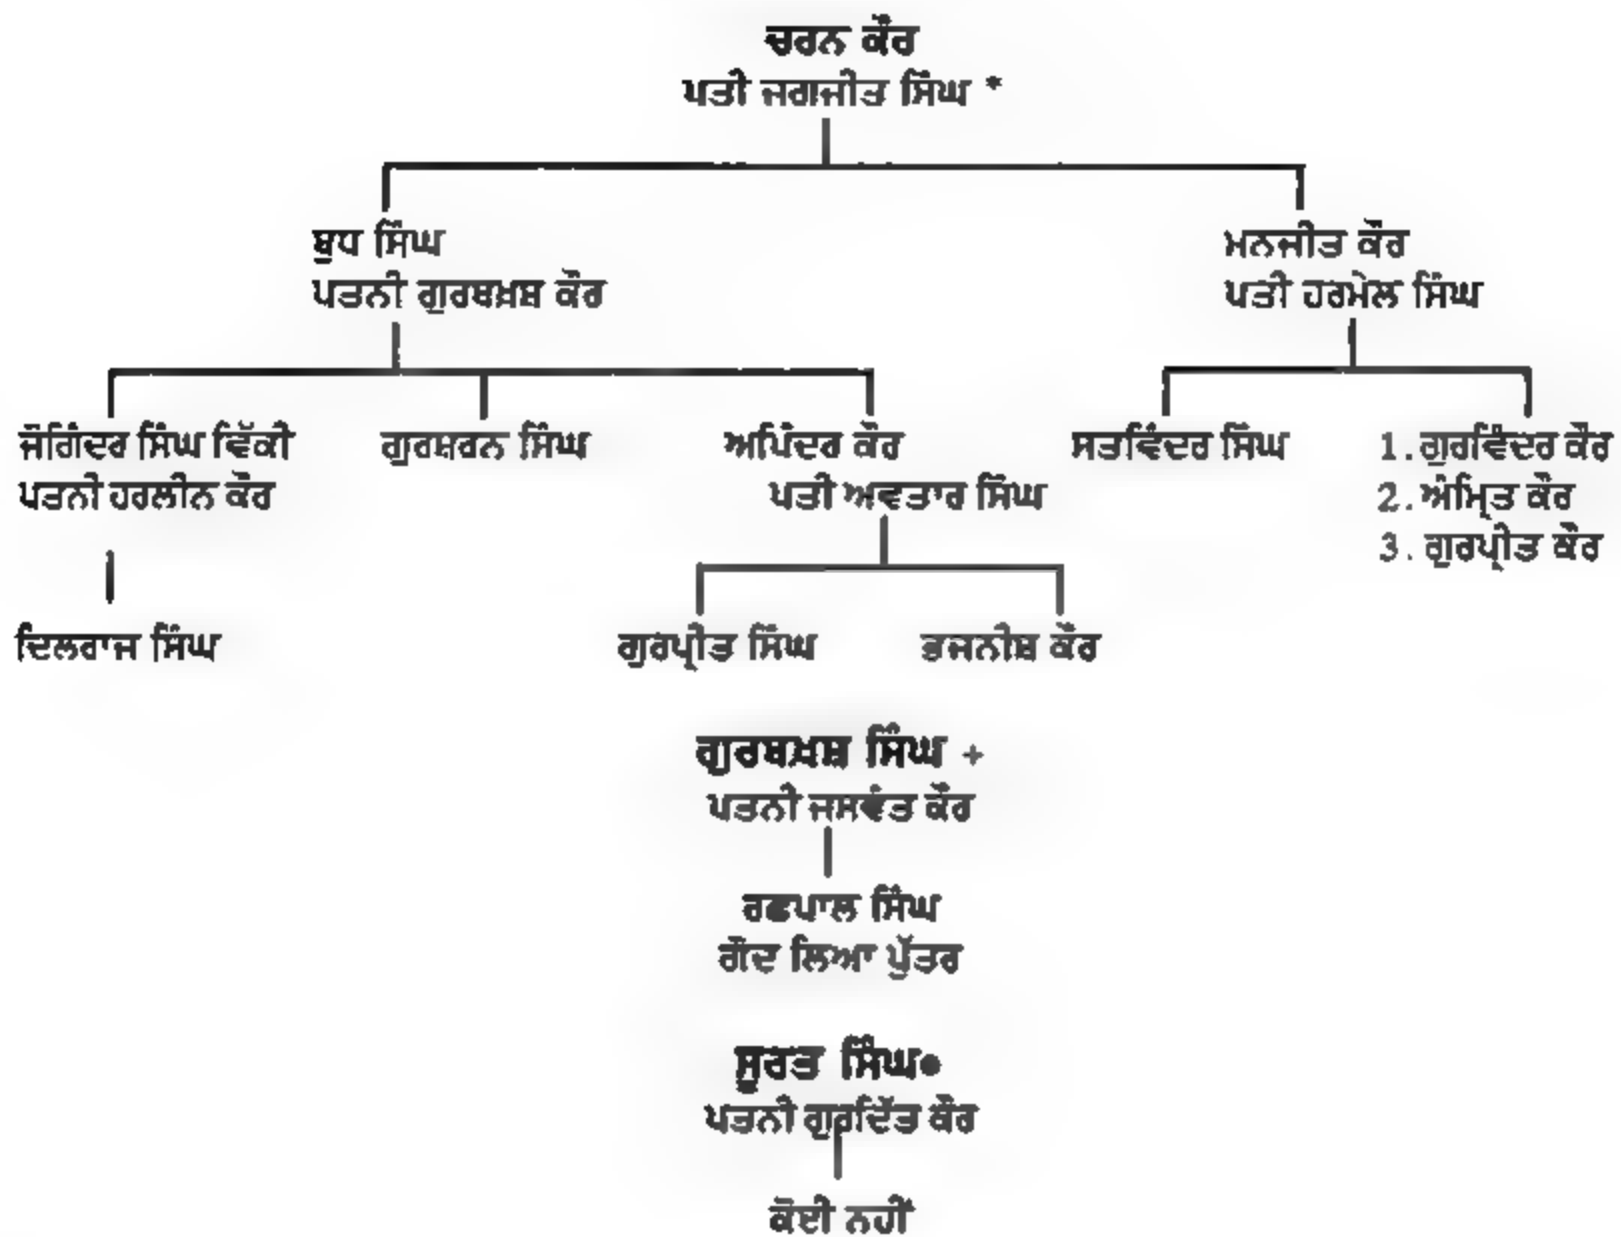 ਚਰਨ ਕੌਰ
ਪਤੀ ਜਗਜੀਤ ਸਿੰਘ *
ਬੁਧ ਸਿੰਘ
ਪਤਨੀ ਗੁਰਬਖ਼ਸ਼ ਕੌਰ
ਮਨਜੀਤ ਕੌਰ
ਪਤੀ ਹਰਮੇਲ ਸਿੰਘ
ਜੋਗਿੰਦਰ ਸਿੰਘ ਵਿੱਕੀ
ਪਤਨੀ ਹਰਲੀਨ ਕੌਰ
ਗੁਰਸ਼ਰਨ ਸਿੰਘ
ਅਪਿੰਦਰ ਕੌਰ
ਪਤੀ ਅਵਤਾਰ ਸਿੰਘ
ਸਤਵਿੰਦਰ ਸਿੰਘ
1. ਗੁਰਵਿੰਦਰ ਕੌਰ
2. ਅੰਮ੍ਰਿਤ ਕੌਰ
3. ਗੁਰਪ੍ਰੀਤ ਕੌਰ
ਦਿਲਰਾਜ ਸਿੰਘ
ਗੁਰਪ੍ਰੀਤ ਸਿੰਘ
ਭਜਨੀਸ਼ ਕੌਰ
ਗੁਰਬਖ਼ਸ਼ ਸਿੰਘ +
ਪਤਨੀ ਜਸਵੰਤ ਕੌਰ
ਰਛਪਾਲ ਸਿੰਘ
ਗੋਦ ਲਿਆ ਪੁੱਤਰ
ਸੂਰਤ ਸਿੰਘ●
ਪਤਨੀ ਗੁਰਦਿੱਤ ਕੌਰ
ਕੋਈ ਨਹੀਂ